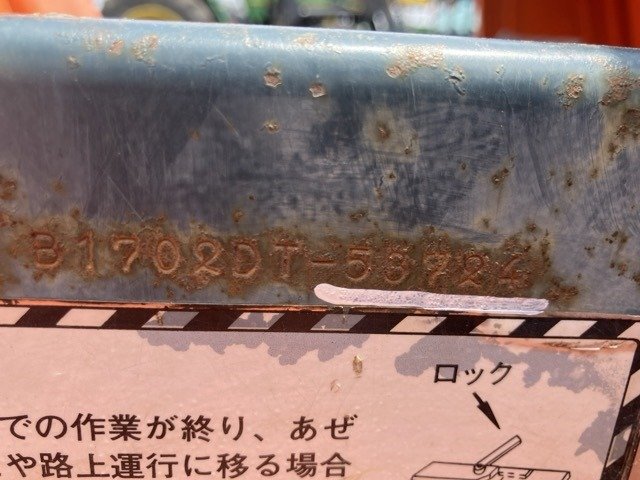 B1702DT-53724
ロック
での作業が終り、あぜ
や路上運行に移る場合